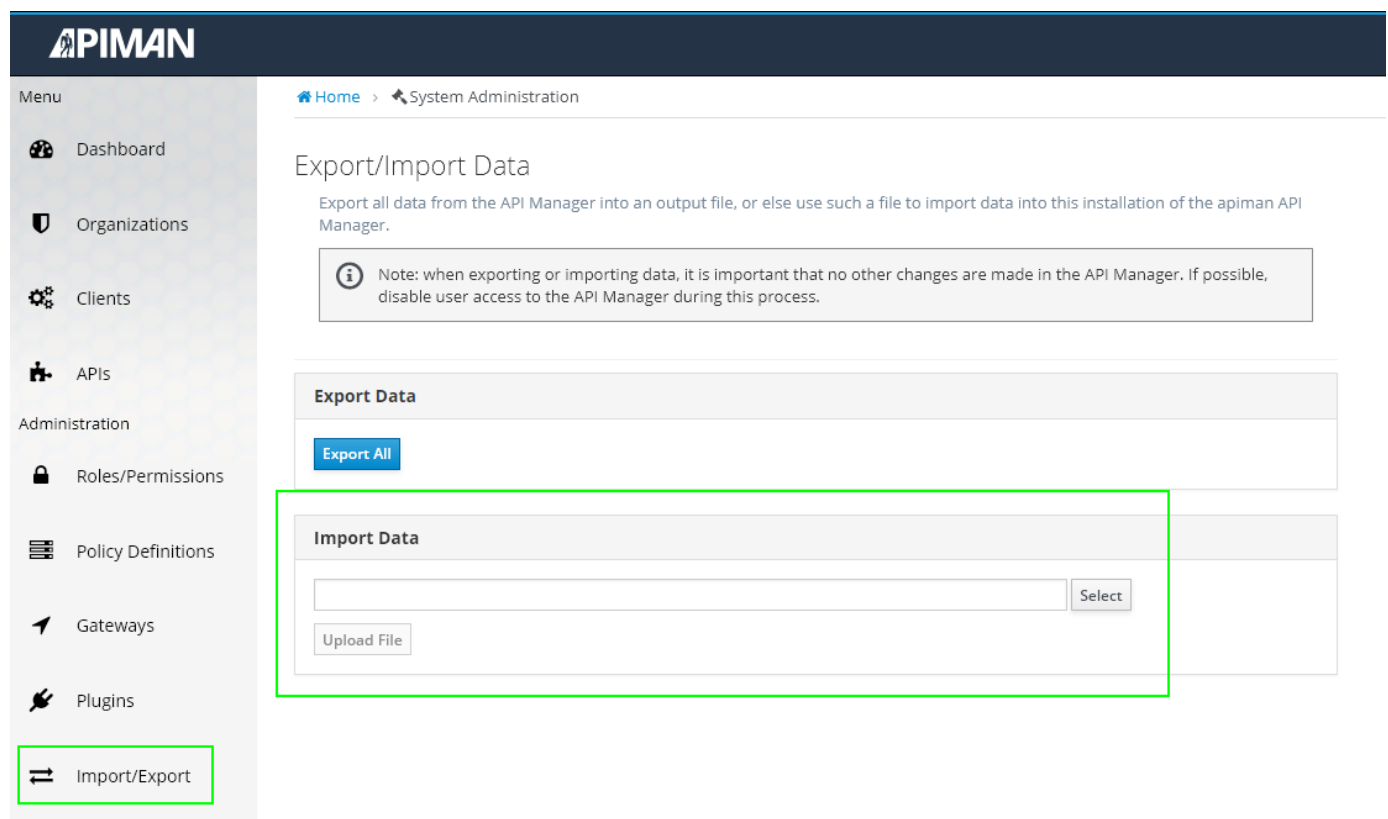 APIMAN
Menu
Dashboard
Organizations
Clients
APIs
Administration
Roles/Permissions
Policy Definitions
Gateways
Plugins
Import/Export
Home > System Administration
Export/Import Data
Export all data from the API Manager into an output file, or else use such a file to import data into this installation of the apiman API
Manager.
Note: when exporting or importing data, it is important that no other changes are made in the API Manager. If possible,
disable user access to the API Manager during this process.
Export Data
Export All
Import Data
Select
Upload File